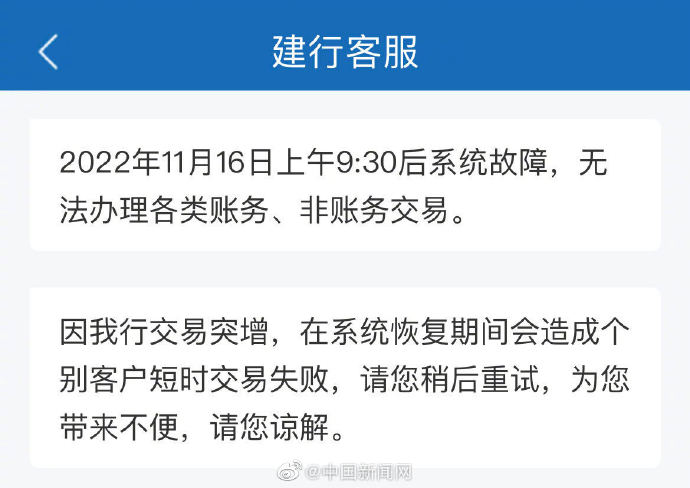 建行客服
2022年11月16日上午9:30后系统故障，无
法办理各类账务、非账务交易。
因我行交易突增，在系统恢复期间会造成个
别客户短时交易失败，请您稍后重试，为您
带来不便，请您谅解。
@中国新闻网